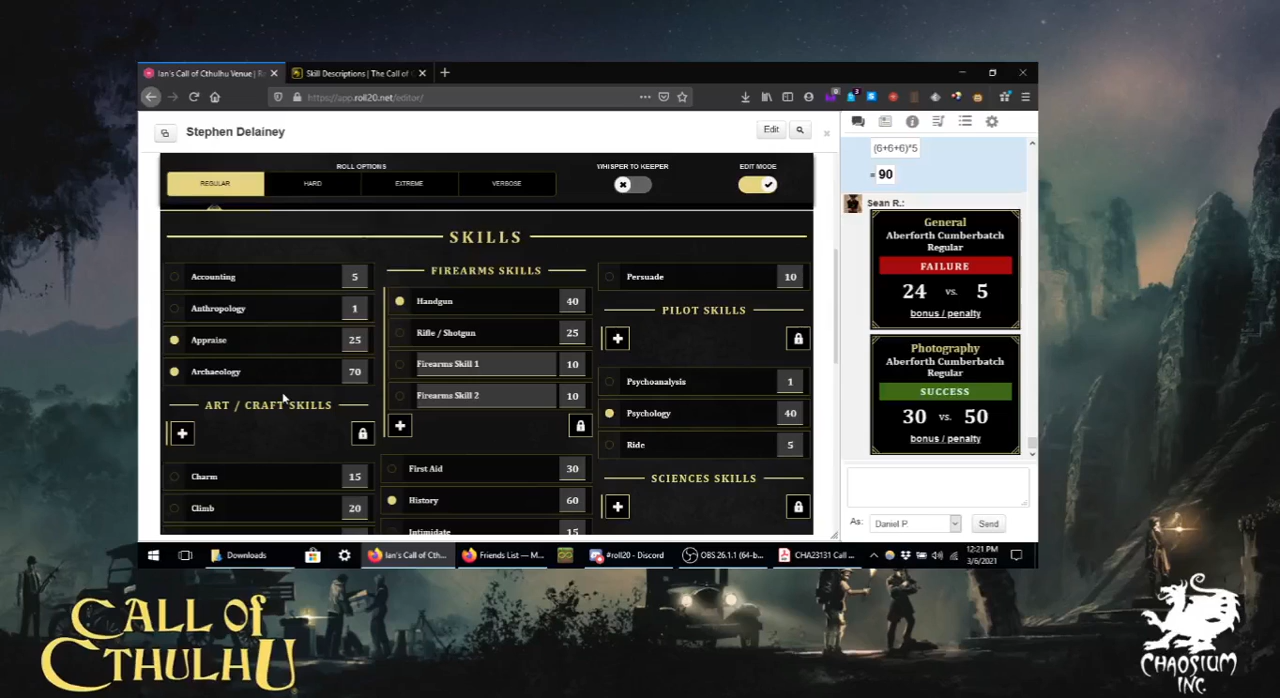 Ian's Call of Cthulhu Venue | R
Skill Descriptions | The Call of
https://app.roll20.net/editor/
Stephen Delainey
Edit
ROLL OPTIONS
REGULAR
HARD
EXTREME
VERBOSE
WHISPER TO KEEPER
EDIT MODE
SKILLS
Accounting 5
Anthropology 1
Appraise 25
Archaeology 70
ART / CRAFT SKILLS
Charm 15
Climb 20
FIREARMS SKILLS
Handgun 40
Rifle / Shotgun 25
Firearms Skill 1 10
Firearms Skill 2 10
First Aid 30
History 60
Intimidate 15
Persuade 10
PILOT SKILLS
Psychoanalysis 1
Psychology 40
Ride 5
SCIENCES SKILLS
(6+6+6)*5
= 90
Sean R.:
General
Aberforth Cumberbatch
Regular
FAILURE
24 vs. 5
bonus / penalty
Photography
Aberforth Cumberbatch
Regular
SUCCESS
30 vs. 50
bonus / penalty
As: Daniel P. Send
Downloads
Ian's Call of Cth...
Friends List — M...
#roll20 - Discord
OBS 26.1.1 (64-b...
CHA23131 Call ...
12:21 PM
3/6/2021
CALL of
CTHULHU
CHAOSIUM
INC.